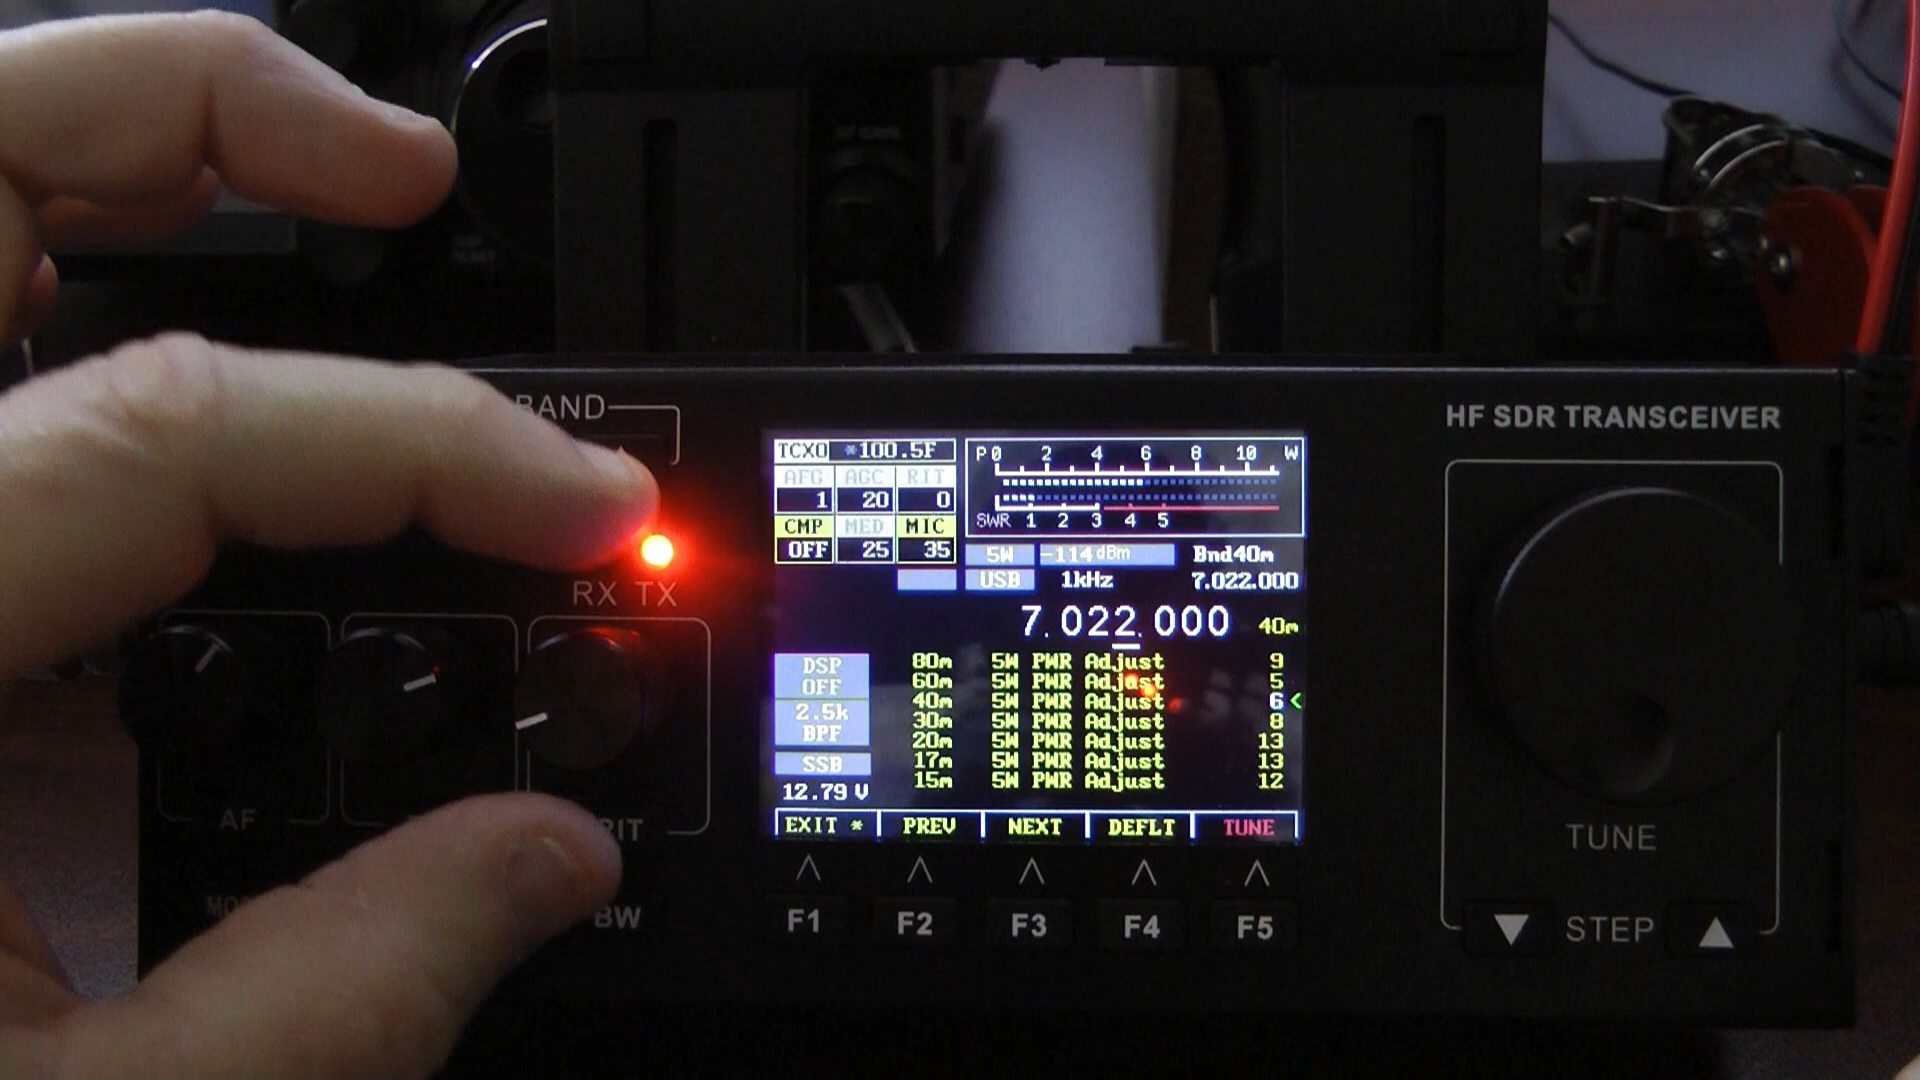 BAND
HF SDR TRANSCEIVER
TCXO *100.5F
AFG AGC RIT
1 20 0
CMP MED MIC
OFF 25 35
P 0 2 4 6 8 10 W
SWR 1 2 3 4 5
5W -114dBm Bnd40m
USB 1kHz 7.022.000
7.022.000 40m
RX TX
DSP
OFF
2.5k
BPF
SSB
12.79 V
80m 5W PWR Adjust 9
60m 5W PWR Adjust 5
40m 5W PWR Adjust 6 <
30m 5W PWR Adjust 8
20m 5W PWR Adjust 13
17m 5W PWR Adjust 13
15m 5W PWR Adjust 12
EXIT * PREV NEXT DEFLT TUNE
F1 F2 F3 F4 F5
AF
BW
TUNE
STEP